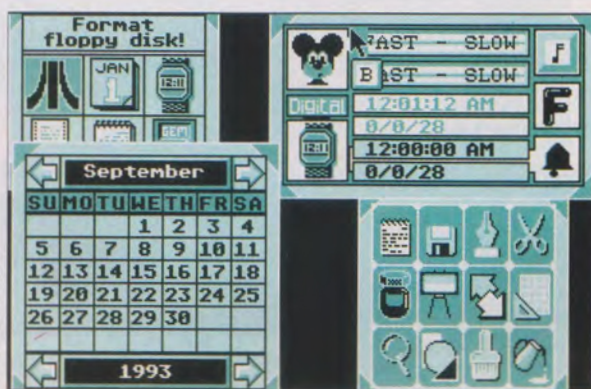 Format
floppy disk!
JAN
1
12:11
GEM
FAST - SLOW
B
FAST - SLOW
Digital
12:01:12 AM
0/0/28
12:11
12:00:00 AM
0/0/28
F
September
SU MO TU WE TH FR SA
1 2 3 4
5 6 7 8 9 10 11
12 13 14 15 16 17 18
19 20 21 22 23 24 25
26 27 28 29 30
1993